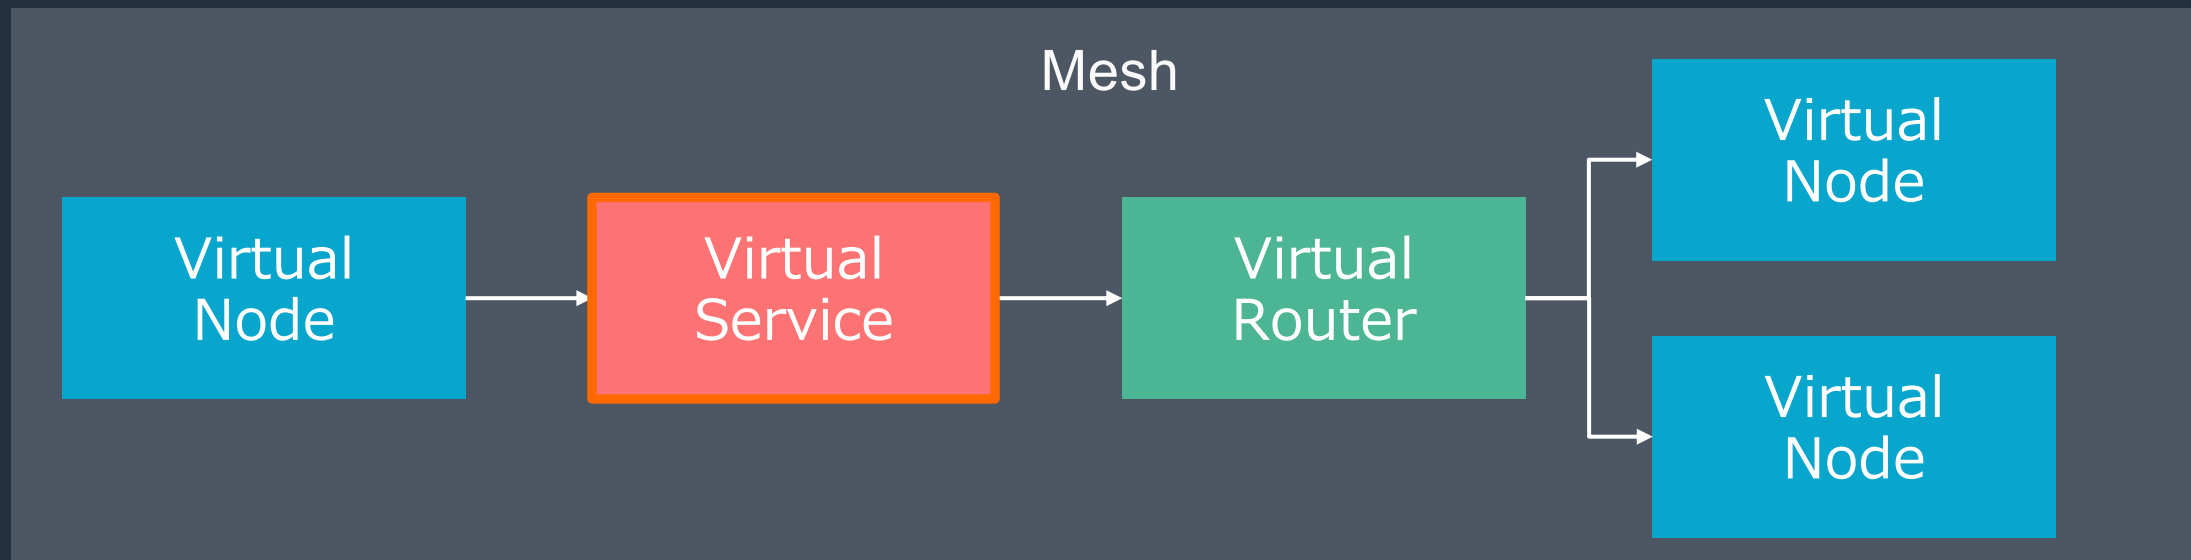 Mesh
Virtual
Node
Virtual
Service
Virtual
Router
Virtual
Node
Virtual
Node